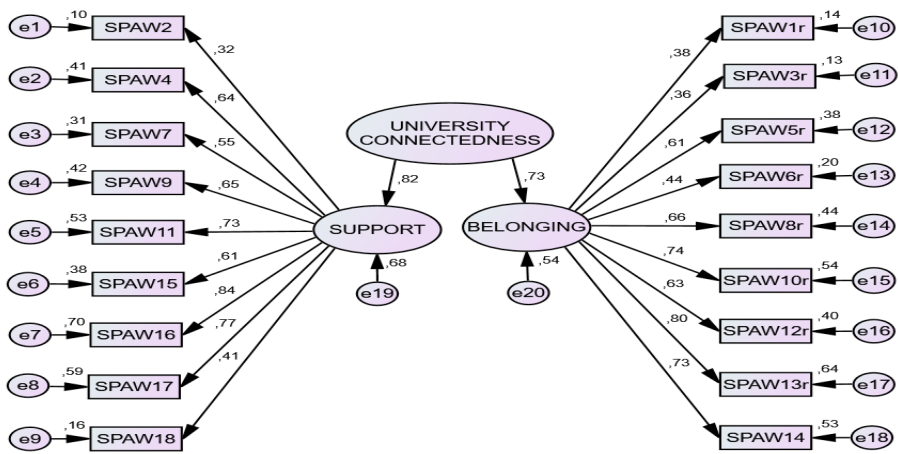 e1 ,10 SPAW2
e2 ,41 SPAW4
e3 ,31 SPAW7
e4 ,42 SPAW9
e5 ,53 SPAW11
e6 ,38 SPAW15
e7 ,70 SPAW16
e8 ,59 SPAW17
e9 ,16 SPAW18
,32
,64
,55
,65
,73
,61
,84
,77
,41
SUPPORT
,68
e19
UNIVERSITY
CONNECTEDNESS
,82
,73
BELONGING
,54
e20
,38
,36
,61
,44
,66
,74
,63
,80
,73
SPAW1r ,14 e10
SPAW3r ,13 e11
SPAW5r ,38 e12
SPAW6r ,20 e13
SPAW8r ,44 e14
SPAW10r ,54 e15
SPAW12r ,40 e16
SPAW13r ,64 e17
SPAW14 ,53 e18